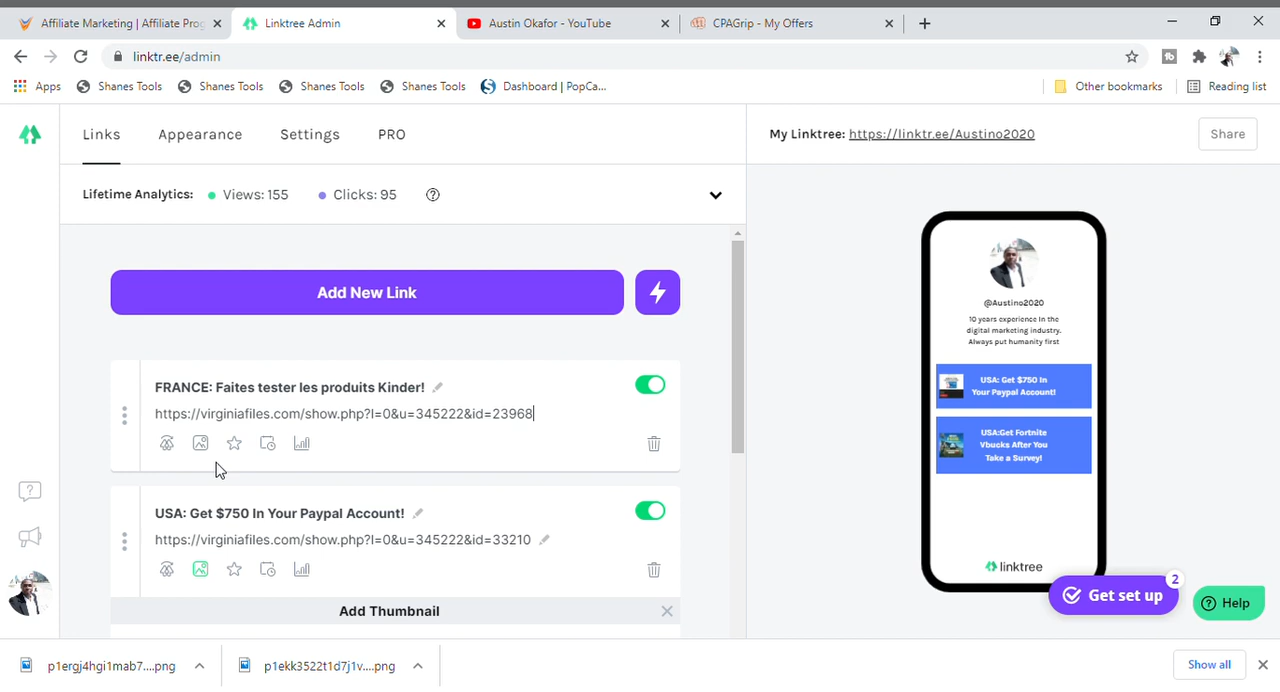 Affiliate Marketing | Affiliate Prog
Linktree Admin
Austin Okafor - YouTube
CPAGrip - My Offers
linktr.ee/admin
Apps
Shanes Tools
Shanes Tools
Shanes Tools
Shanes Tools
Dashboard | PopCa...
Other bookmarks
Reading list
Links
Appearance
Settings
PRO
My Linktree: https://linktr.ee/Austino2020
Share
Lifetime Analytics:
Views: 155
Clicks: 95
Add New Link
FRANCE: Faites tester les produits Kinder!
https://virginiafiles.com/show.php?l=0&u=345222&id=23968
USA: Get $750 In Your Paypal Account!
https://virginiafiles.com/show.php?l=0&u=345222&id=33210
Add Thumbnail
@Austino2020
10 years experience in the
digital marketing industry.
Always put humanity first
USA: Get $750 In
Your Paypal Account!
USA:Get Fortnite
Vbucks After You
Take a Survey!
linktree
Get set up
2
Help
p1ergj4hgi1mab7....png
p1ekk3522t1d7j1v....png
Show all